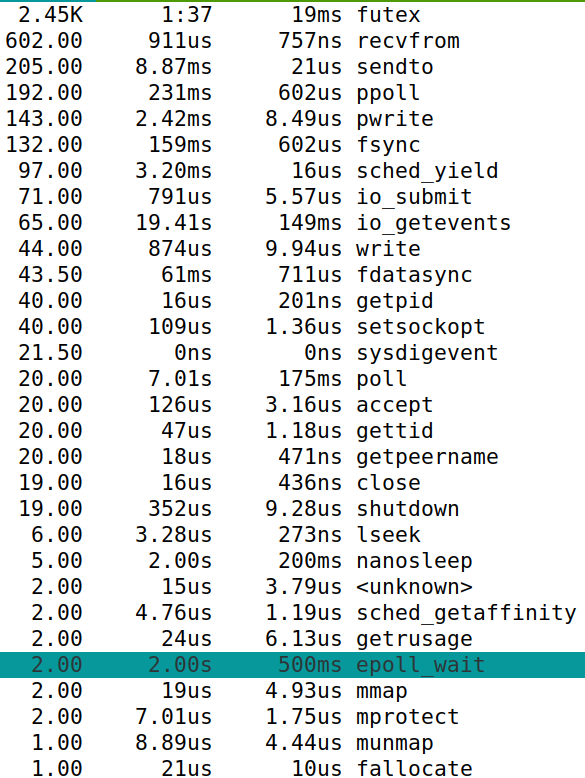 2.45K 1:37 19ms futex
602.00 911us 757ns recvfrom
205.00 8.87ms 21us sendto
192.00 231ms 602us ppoll
143.00 2.42ms 8.49us pwrite
132.00 159ms 602us fsync
97.00 3.20ms 16us sched_yield
71.00 791us 5.57us io_submit
65.00 19.41s 149ms io_getevents
44.00 874us 9.94us write
43.50 61ms 711us fdatasync
40.00 16us 201ns getpid
40.00 109us 1.36us setsockopt
21.50 0ns 0ns sysdigevent
20.00 7.01s 175ms poll
20.00 126us 3.16us accept
20.00 47us 1.18us gettid
20.00 18us 471ns getpeername
19.00 16us 436ns close
19.00 352us 9.28us shutdown
6.00 3.28us 273ns lseek
5.00 2.00s 200ms nanosleep
2.00 15us 3.79us <unknown>
2.00 4.76us 1.19us sched_getaffinity
2.00 24us 6.13us getrusage
2.00 2.00s 500ms epoll_wait
2.00 19us 4.93us mmap
2.00 7.01us 1.75us mprotect
1.00 8.89us 4.44us munmap
1.00 21us 10us fallocate